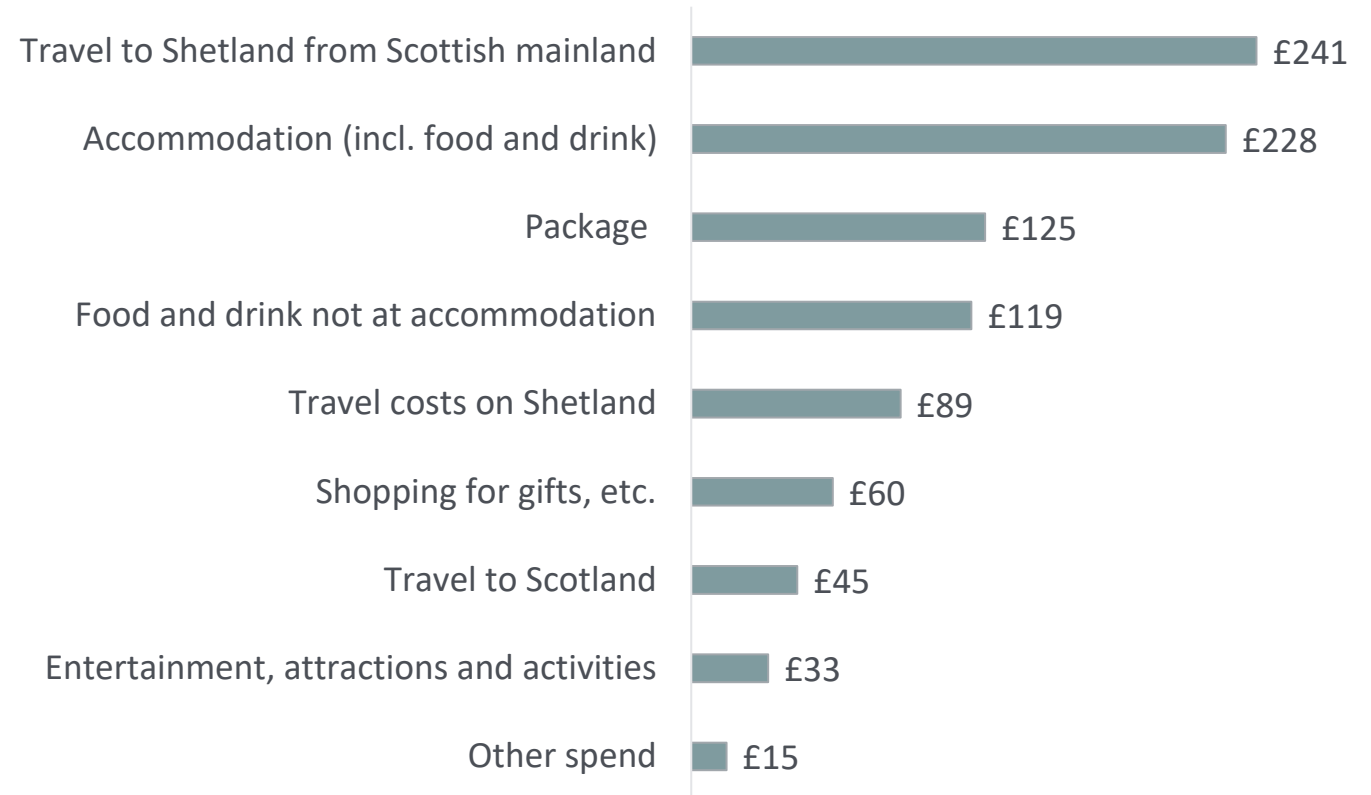 Travel to Shetland from Scottish mainland £241
Accommodation (incl. food and drink) £228
Package £125
Food and drink not at accommodation £119
Travel costs on Shetland £89
Shopping for gifts, etc. £60
Travel to Scotland £45
Entertainment, attractions and activities £33
Other spend £15